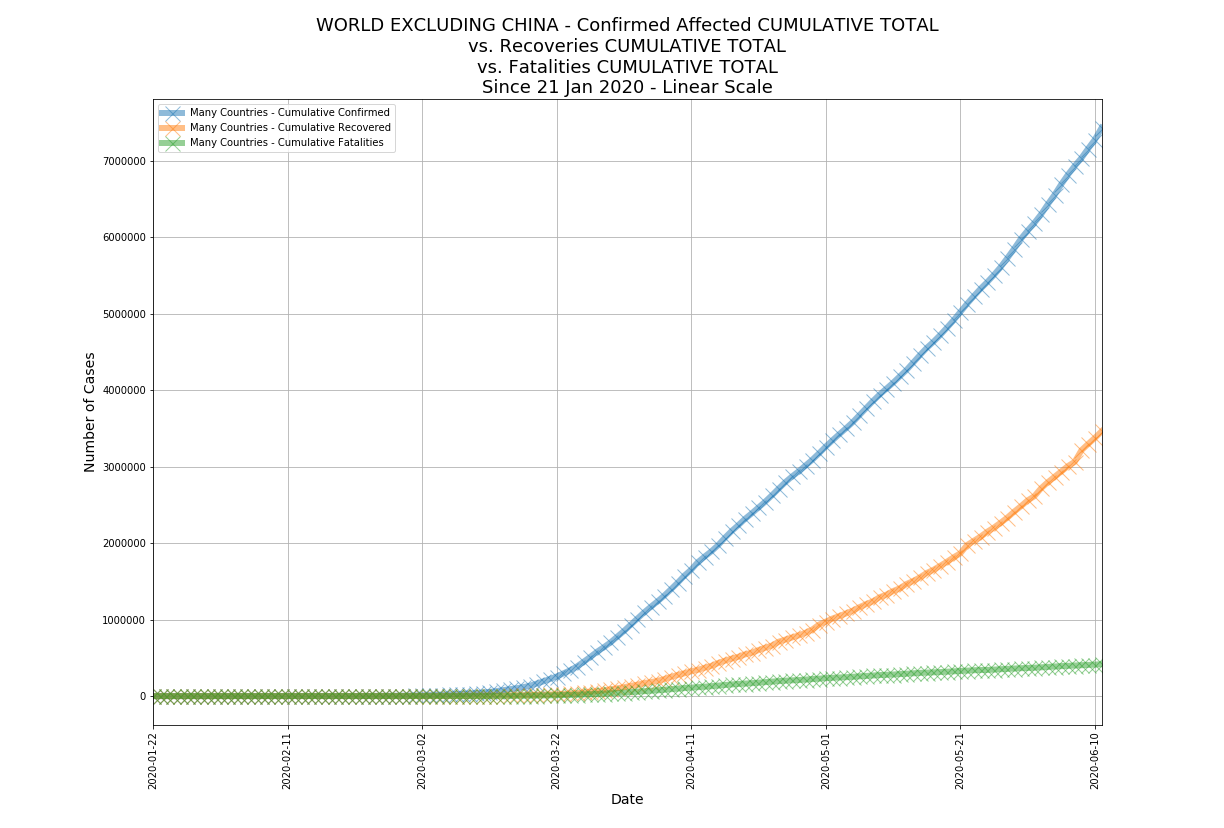 WORLD EXCLUDING CHINA - Confirmed Affected CUMULATIVE TOTAL
vs. Recoveries CUMULATIVE TOTAL
vs. Fatalities CUMULATIVE TOTAL
Since 21 Jan 2020 - Linear Scale
Many Countries - Cumulative Confirmed
Many Countries - Cumulative Recovered
Many Countries - Cumulative Fatalities
Number of Cases
7000000
6000000
5000000
4000000
3000000
2000000
1000000
0
2020-01-22
2020-02-11
2020-03-02
2020-03-22
2020-04-11
2020-05-01
2020-05-21
2020-06-10
Date